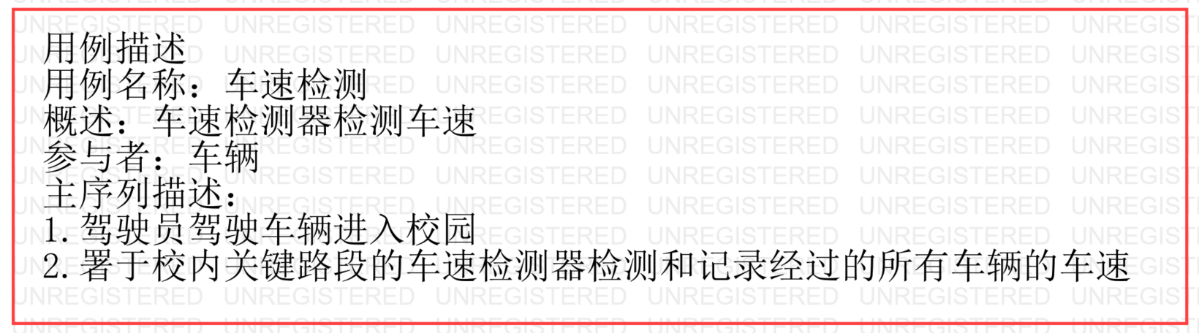 用例描述
用例名称：车速检测
概述：车速检测器检测车速
参与者：车辆
主序列描述：
1.驾驶员驾驶车辆进入校园
2.署于校内关键路段的车速检测器检测和记录经过的所有车辆的车速